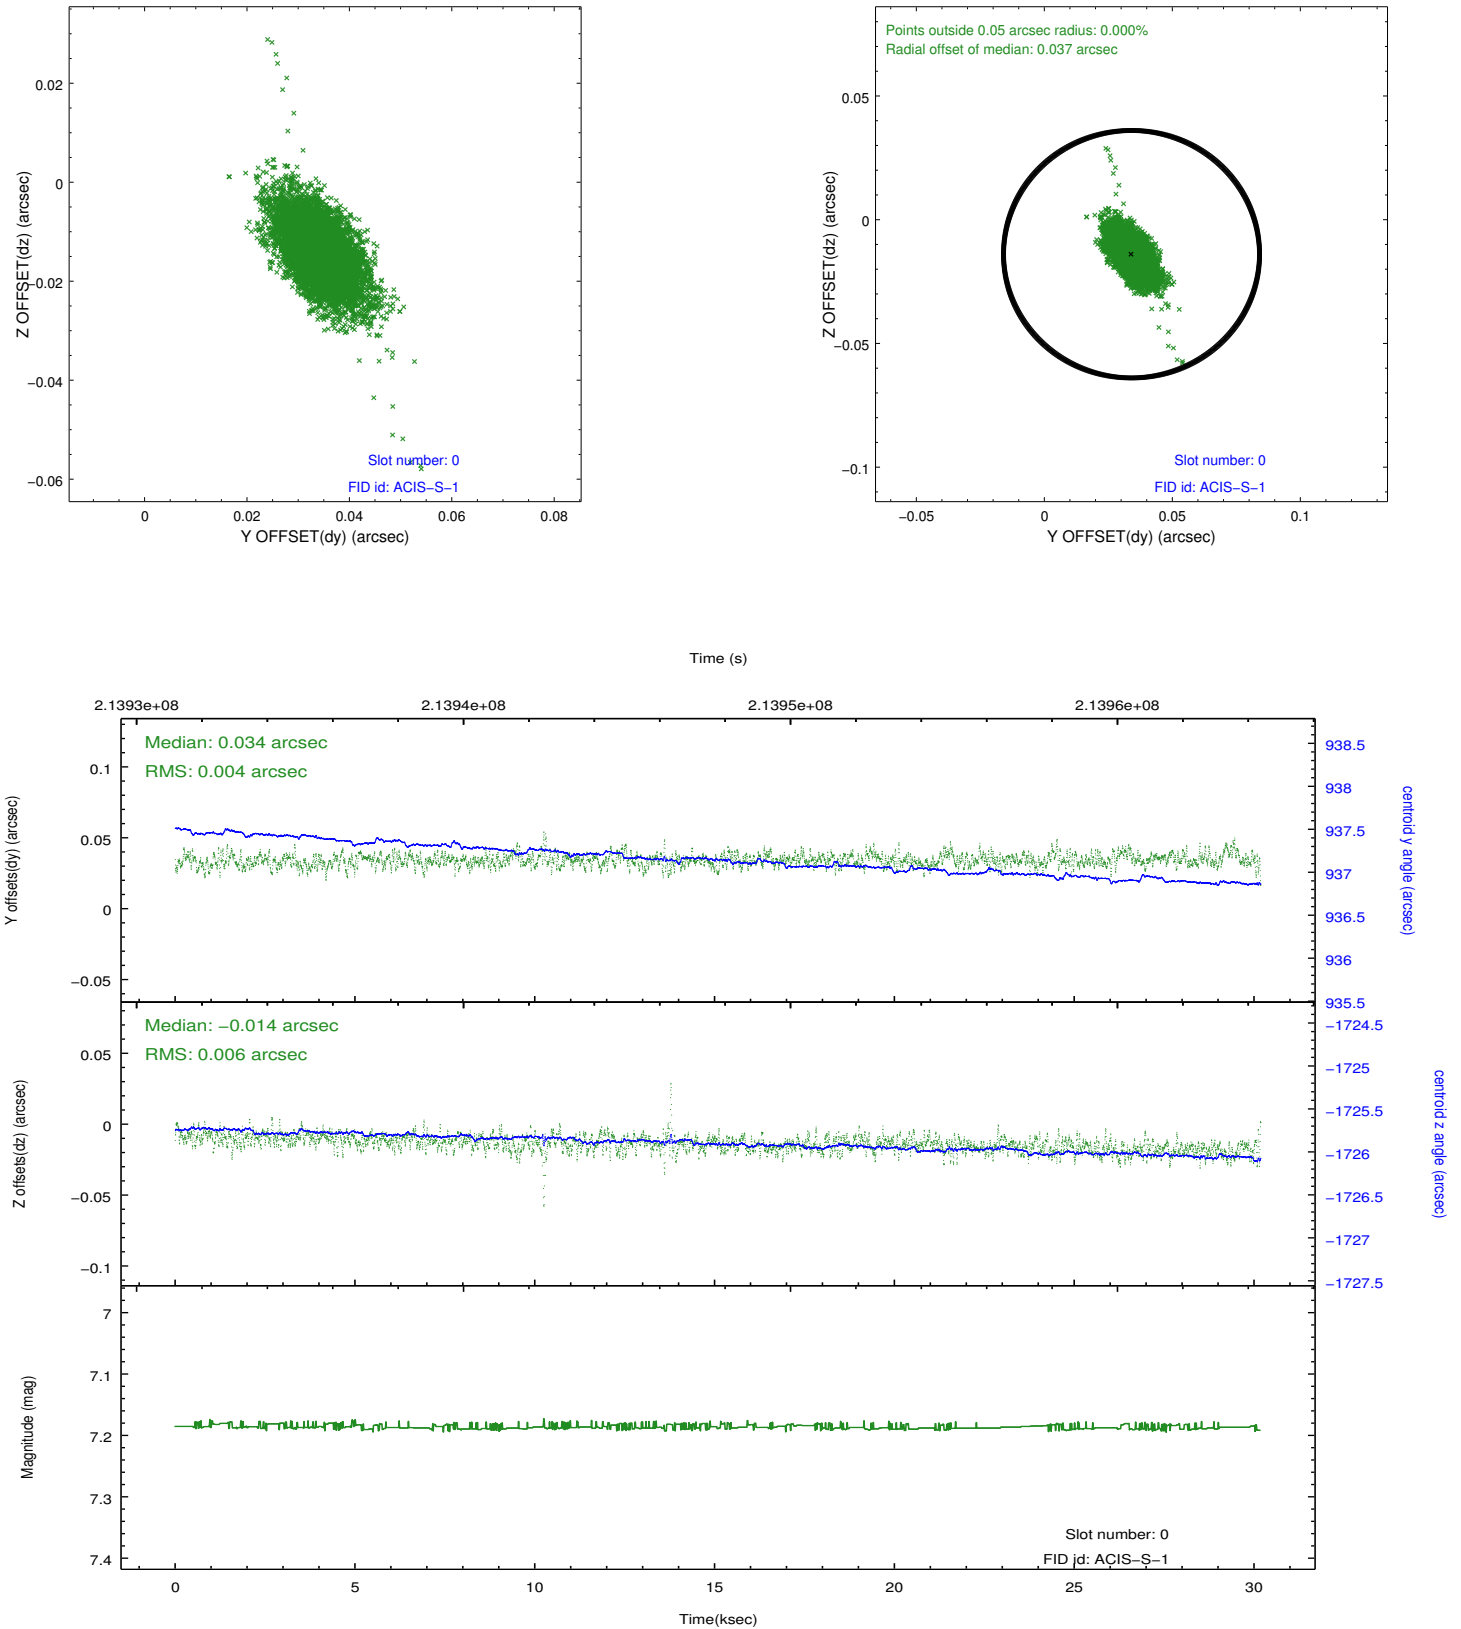 Points outside 0.05 arcsec radius: 0.000%
Radial offset of median: 0.037 arcsec
0.02
0
−0.02
−0.04
−0.06
Z OFFSET(dz) (arcsec)
Slot number: 0
FID id: ACIS−S−1
0
0.02
0.04
0.06
0.08
Y OFFSET(dy) (arcsec)
0.05
0
−0.05
−0.1
Z OFFSET(dz) (arcsec)
Slot number: 0
FID id: ACIS−S−1
−0.05
0
0.05
0.1
Y OFFSET(dy) (arcsec)
Time (s)
2.1393e+08
2.1394e+08
2.1395e+08
2.1396e+08
Median: 0.034 arcsec
RMS: 0.004 arcsec
0.1
0.05
0
−0.05
Y offsets(dy) (arcsec)
938.5
938
937.5
937
936.5
936
935.5
centroid y angle (arcsec)
Median: −0.014 arcsec
RMS: 0.006 arcsec
0.05
0
−0.05
−0.1
Z offsets(dz) (arcsec)
−1724.5
−1725
−1725.5
−1726
−1726.5
−1727
−1727.5
centroid z angle (arcsec)
7
7.1
7.2
7.3
7.4
Magnitude (mag)
Slot number: 0
FID id: ACIS−S−1
0
5
10
15
20
25
30
Time(ksec)